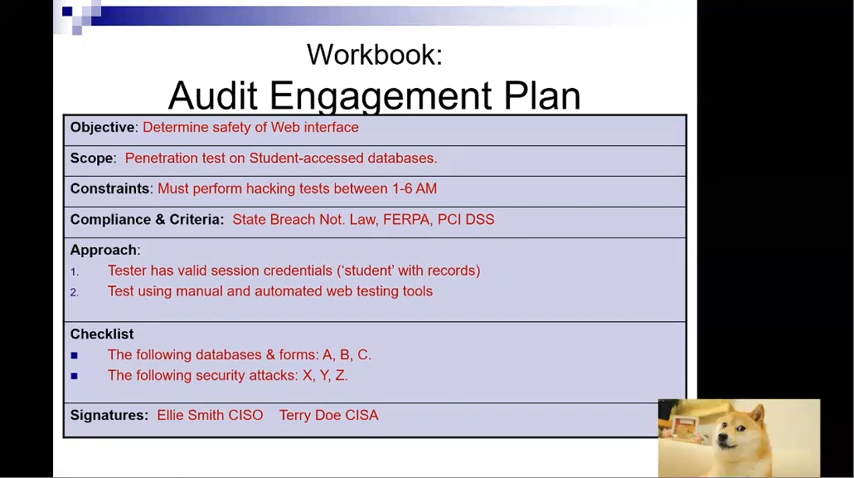 Workbook:
Audit Engagement Plan
Objective: Determine safety of Web interface
Scope: Penetration test on Student-accessed databases.
Constraints: Must perform hacking tests between 1-6 AM
Compliance & Criteria: State Breach Not. Law, FERPA, PCI DSS
Approach:
1. Tester has valid session credentials (‘student’ with records)
2. Test using manual and automated web testing tools
Checklist
■ The following databases & forms: A, B, C.
■ The following security attacks: X, Y, Z.
Signatures: Ellie Smith CISO Terry Doe CISA